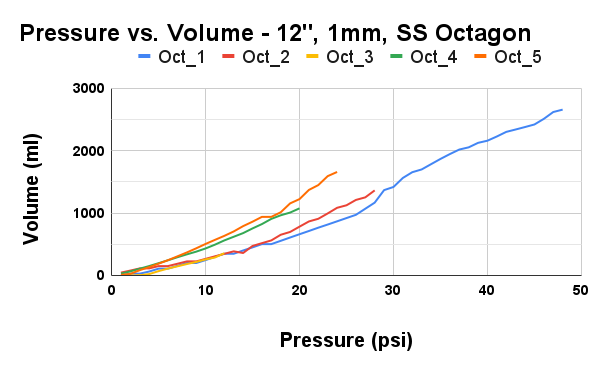 Pressure vs. Volume - 12", 1mm, SS Octagon
Oct_1 Oct_2 Oct_3 Oct_4 Oct_5
3000
2000
1000
0
Volume (ml)
0 10 20 30 40 50
Pressure (psi)